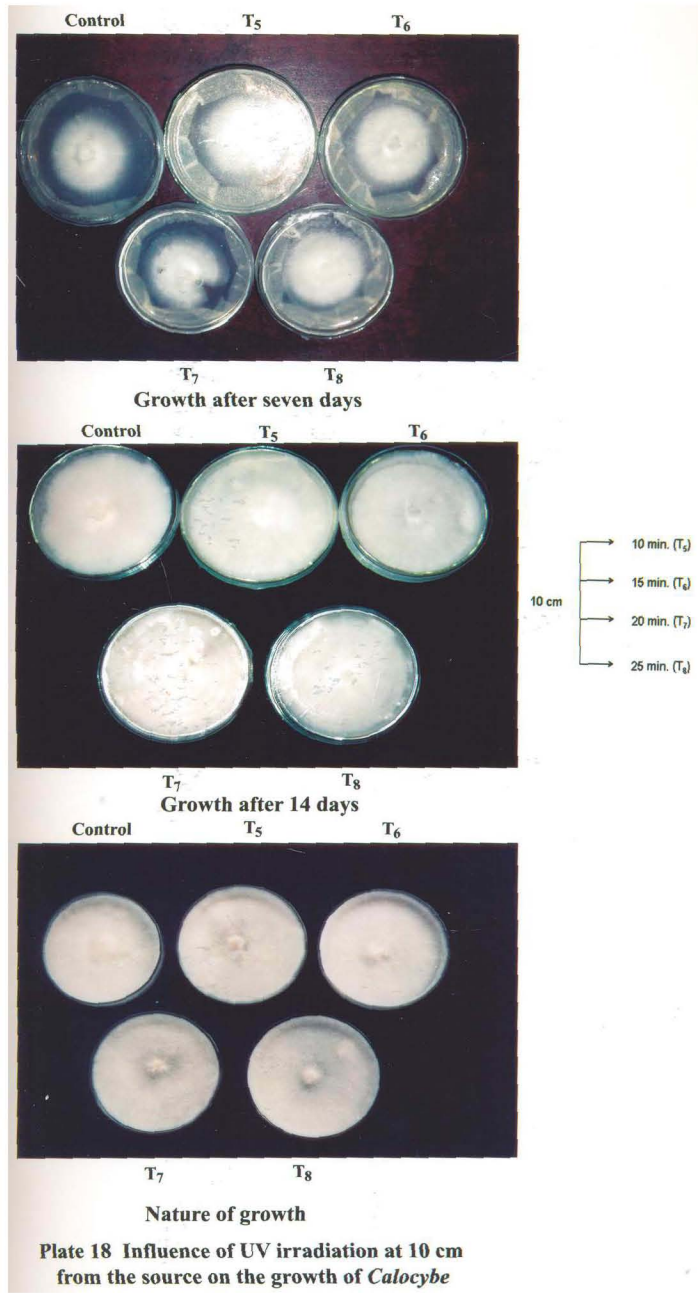 Control T₅ T₆
T₇ T₈
Growth after seven days
Control T₅ T₆
10 cm
10 min. (T₅)
15 min. (T₆)
20 min. (T₇)
25 min. (T₈)
T₇ T₈
Growth after 14 days
Control T₅ T₆
T₇ T₈
Nature of growth
Plate 18 Influence of UV irradiation at 10 cm
from the source on the growth of Calocybe